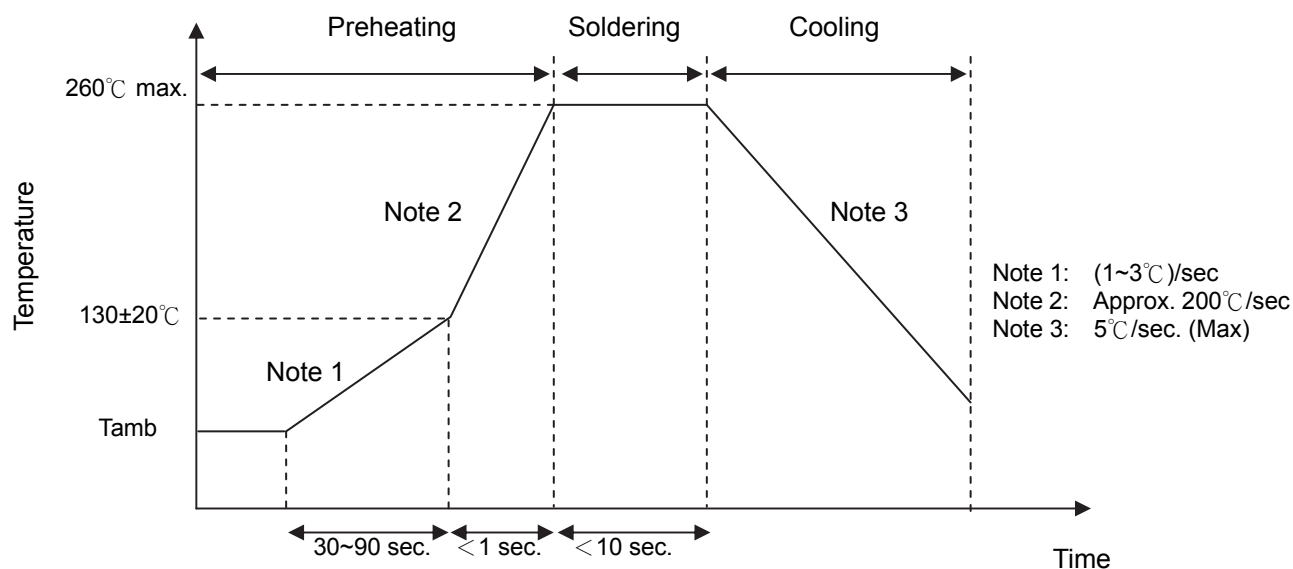 Preheating Soldering Cooling
260℃ max.
Note 2 Note 3
Temperature
Note 1: (1~3℃)/sec
Note 2: Approx. 200℃/sec
130±20℃
Note 3: 5℃/sec. (Max)
Note 1
Tamb
30~90 sec. ＜1 sec. ＜10 sec.
Time